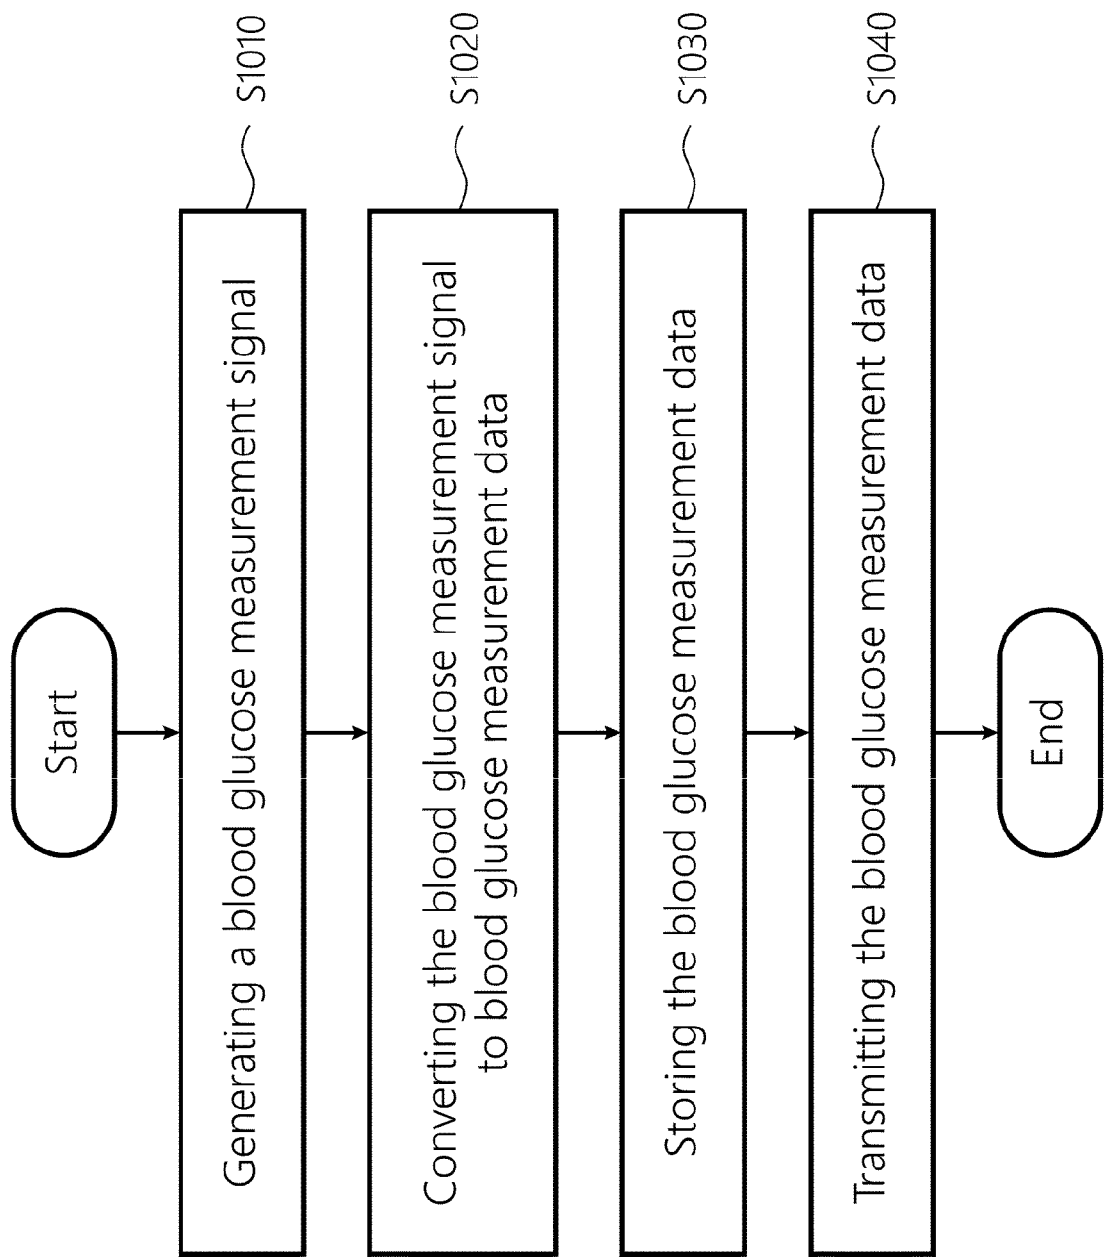 Start
Generating a blood glucose measurement signal
S1010
Converting the blood glucose measurement signal
to blood glucose measurement data
S1020
Storing the blood glucose measurement data
S1030
Transmitting the blood glucose measurement data
S1040
End